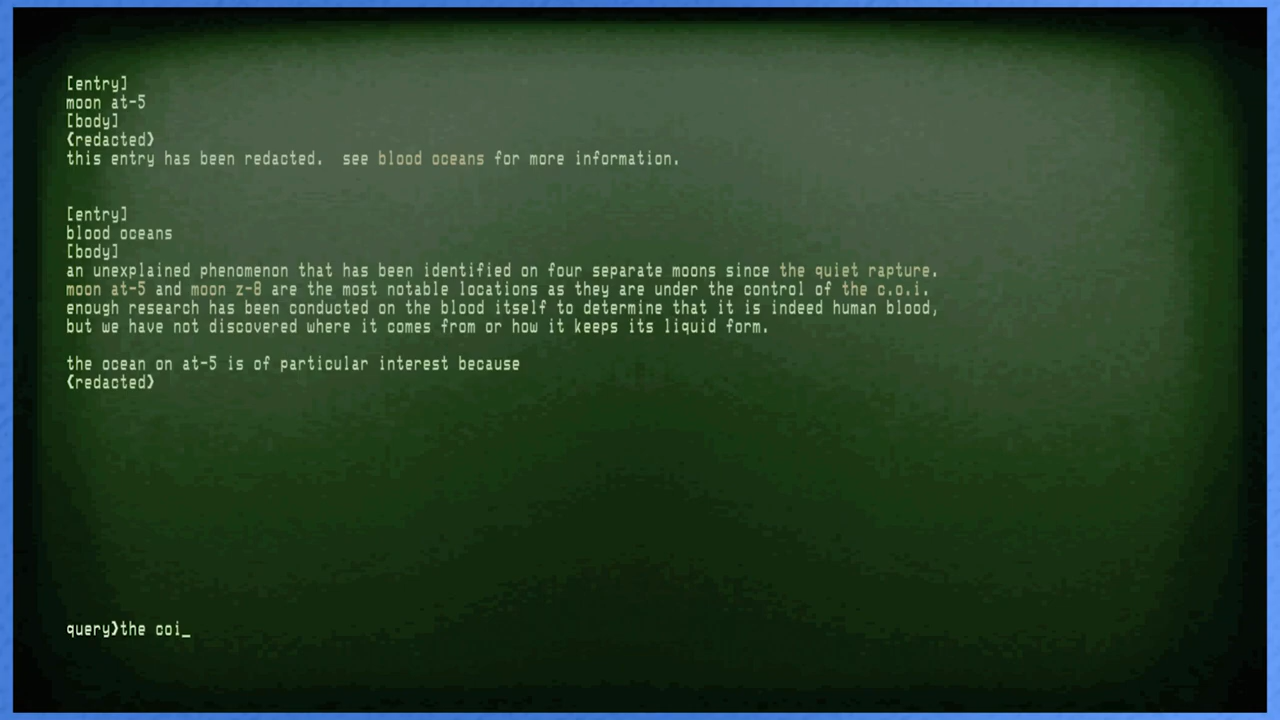 [entry]
moon at-5
[body]
{redacted}
this entry has been redacted.  see blood oceans for more information.
[entry]
blood oceans
[body]
an unexplained phenomenon that has been identified on four separate moons since the quiet rapture.
moon at-5 and moon z-8 are the most notable locations as they are under the control of the c.o.i.
enough research has been conducted on the blood itself to determine that it is indeed human blood,
but we have not discovered where it comes from or how it keeps its liquid form.
the ocean on at-5 is of particular interest because
{redacted}
query}the coi_